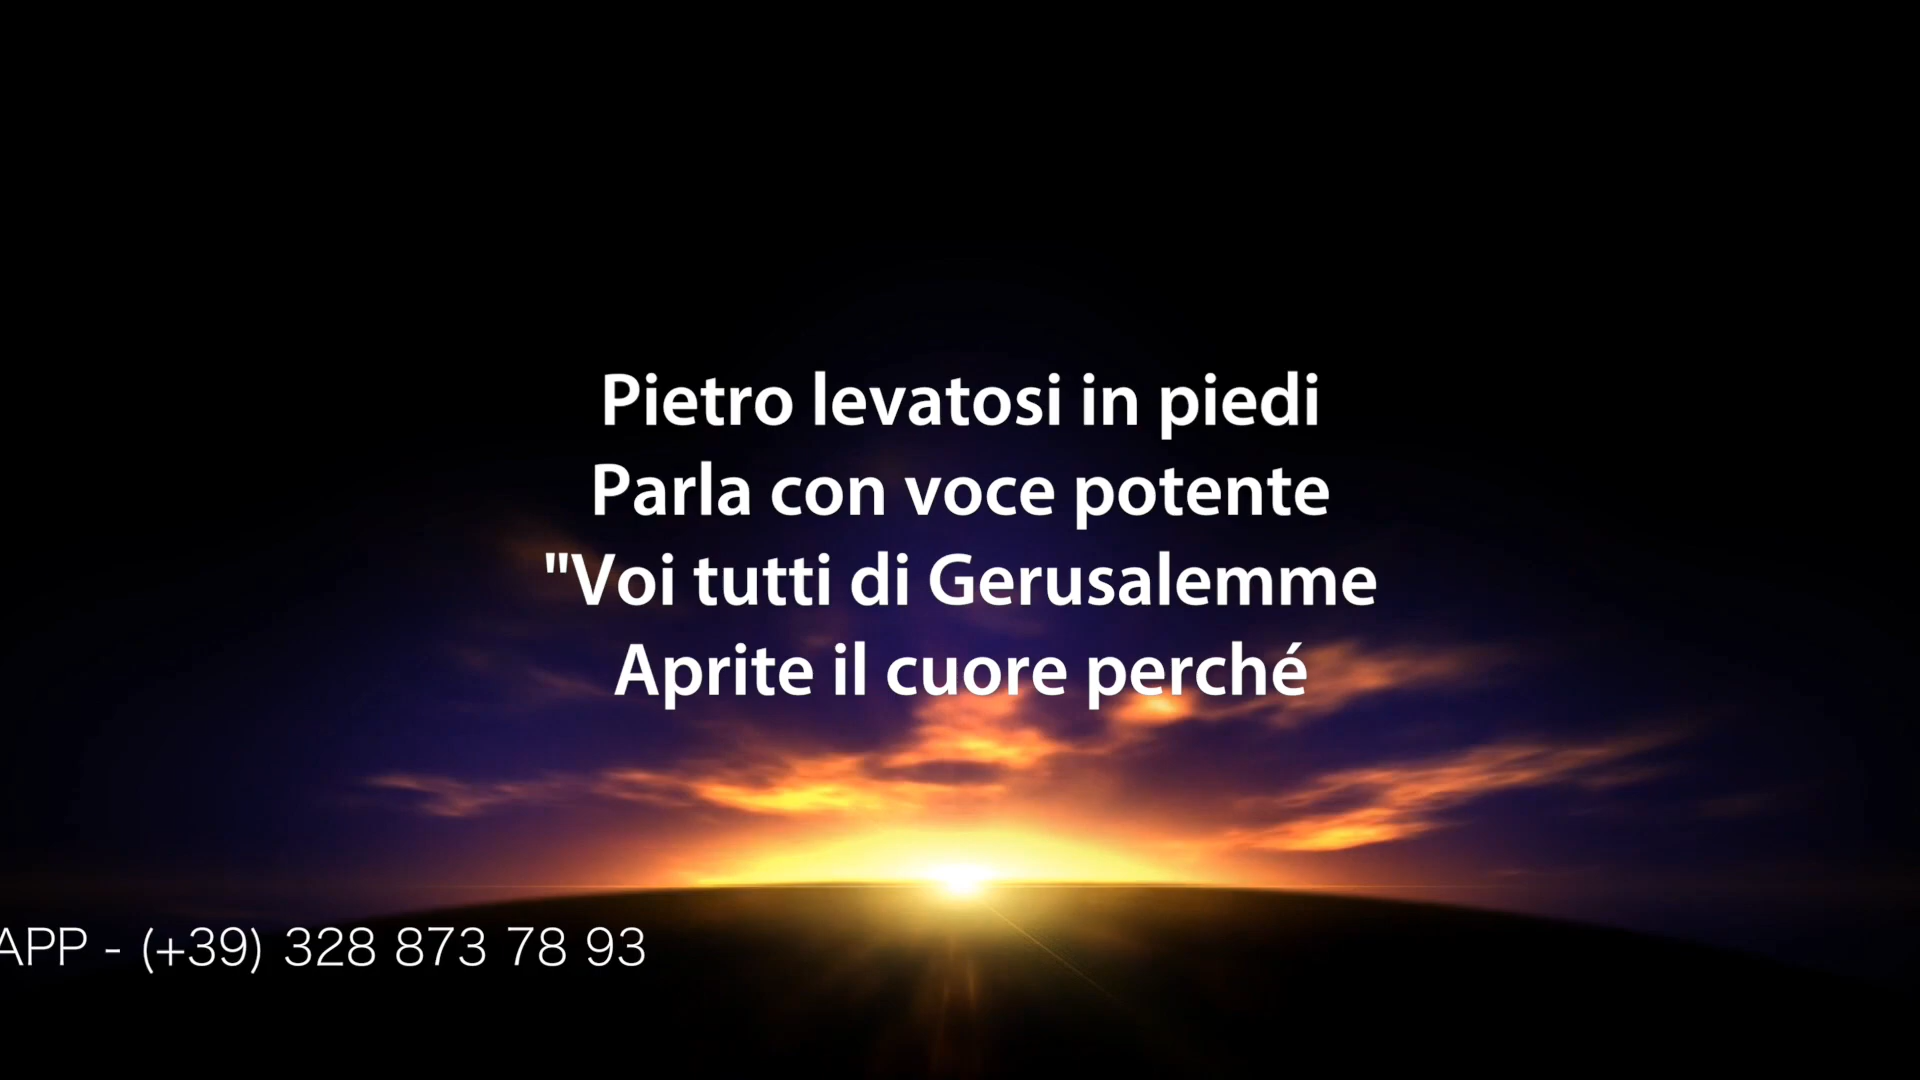 Pietro levatosi in piedi
Parla con voce potente
"Voi tutti di Gerusalemme
Aprite il cuore perché
APP - (+39) 328 873 78 93